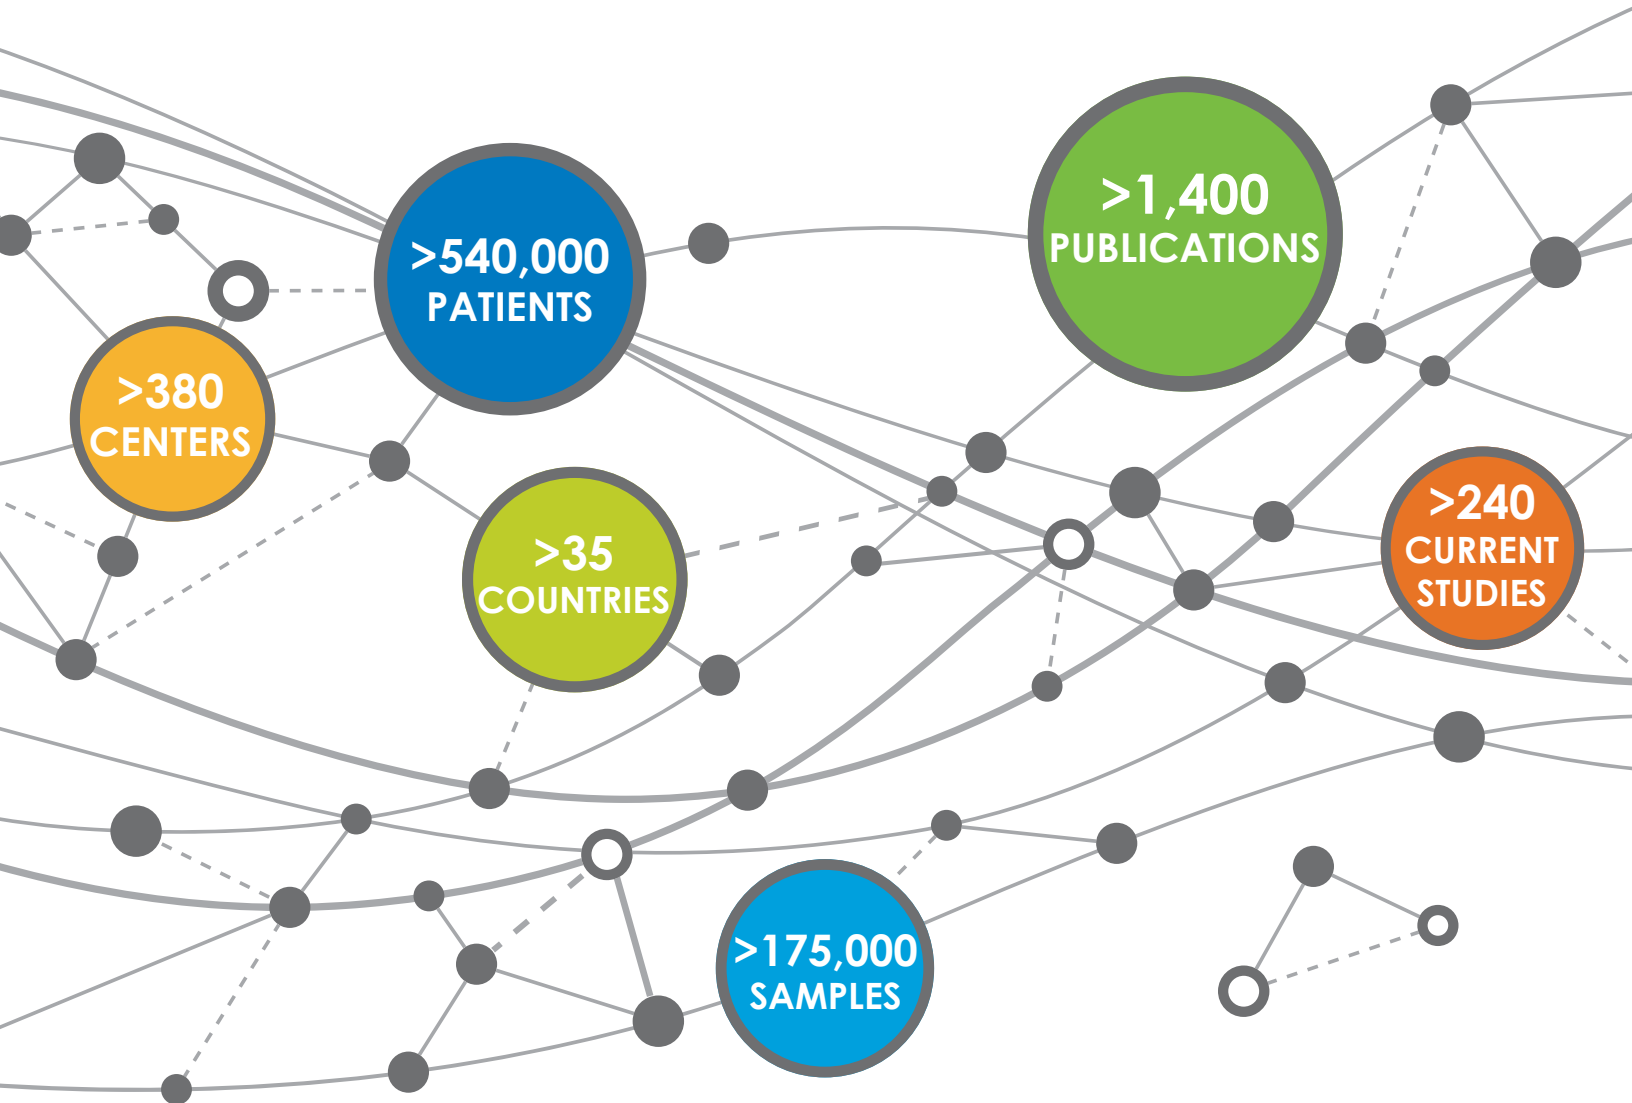 >1,400
PUBLICATIONS
>540,000
PATIENTS
>380
CENTERS
>240
CURRENT
STUDIES
>35
COUNTRIES
>175,000
SAMPLES